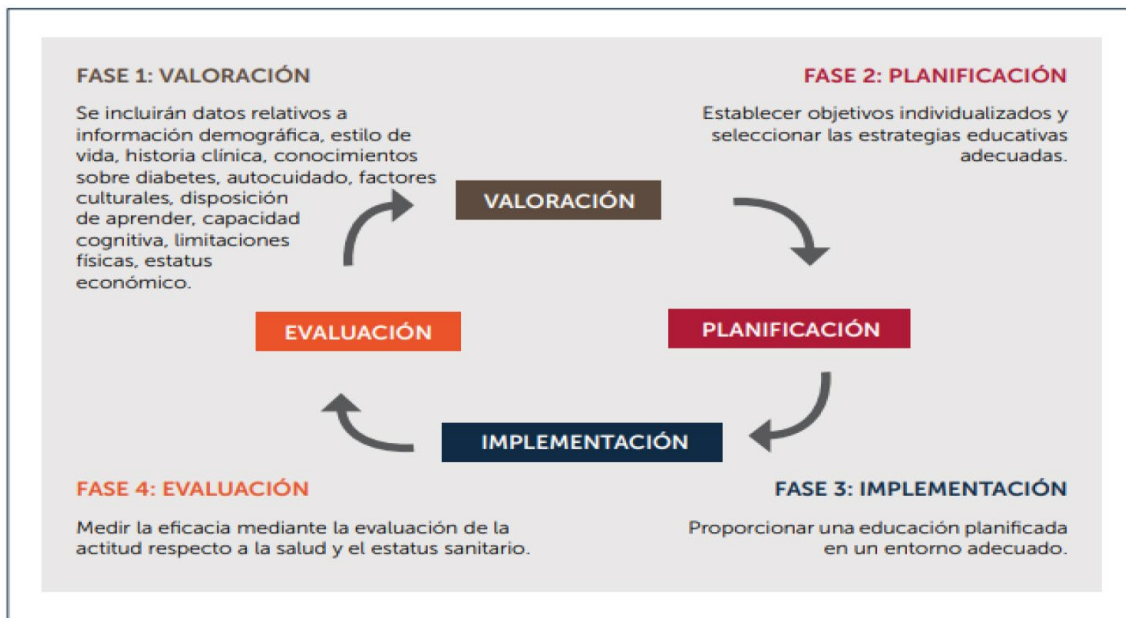 FASE 1: VALORACIÓN
Se incluirán datos relativos a
información demográfica, estilo de
vida, historia clínica, conocimientos
sobre diabetes, autocuidado, factores
culturales, disposición
de aprender, capacidad
cognitiva, limitaciones
físicas, estatus
económico.
FASE 2: PLANIFICACIÓN
Establecer objetivos individualizados y
seleccionar las estrategias educativas
adecuadas.
VALORACIÓN
EVALUACIÓN
PLANIFICACIÓN
IMPLEMENTACIÓN
FASE 4: EVALUACIÓN
Medir la eficacia mediante la evaluación de la
actitud respecto a la salud y el estatus sanitario.
FASE 3: IMPLEMENTACIÓN
Proporcionar una educación planificada
en un entorno adecuado.